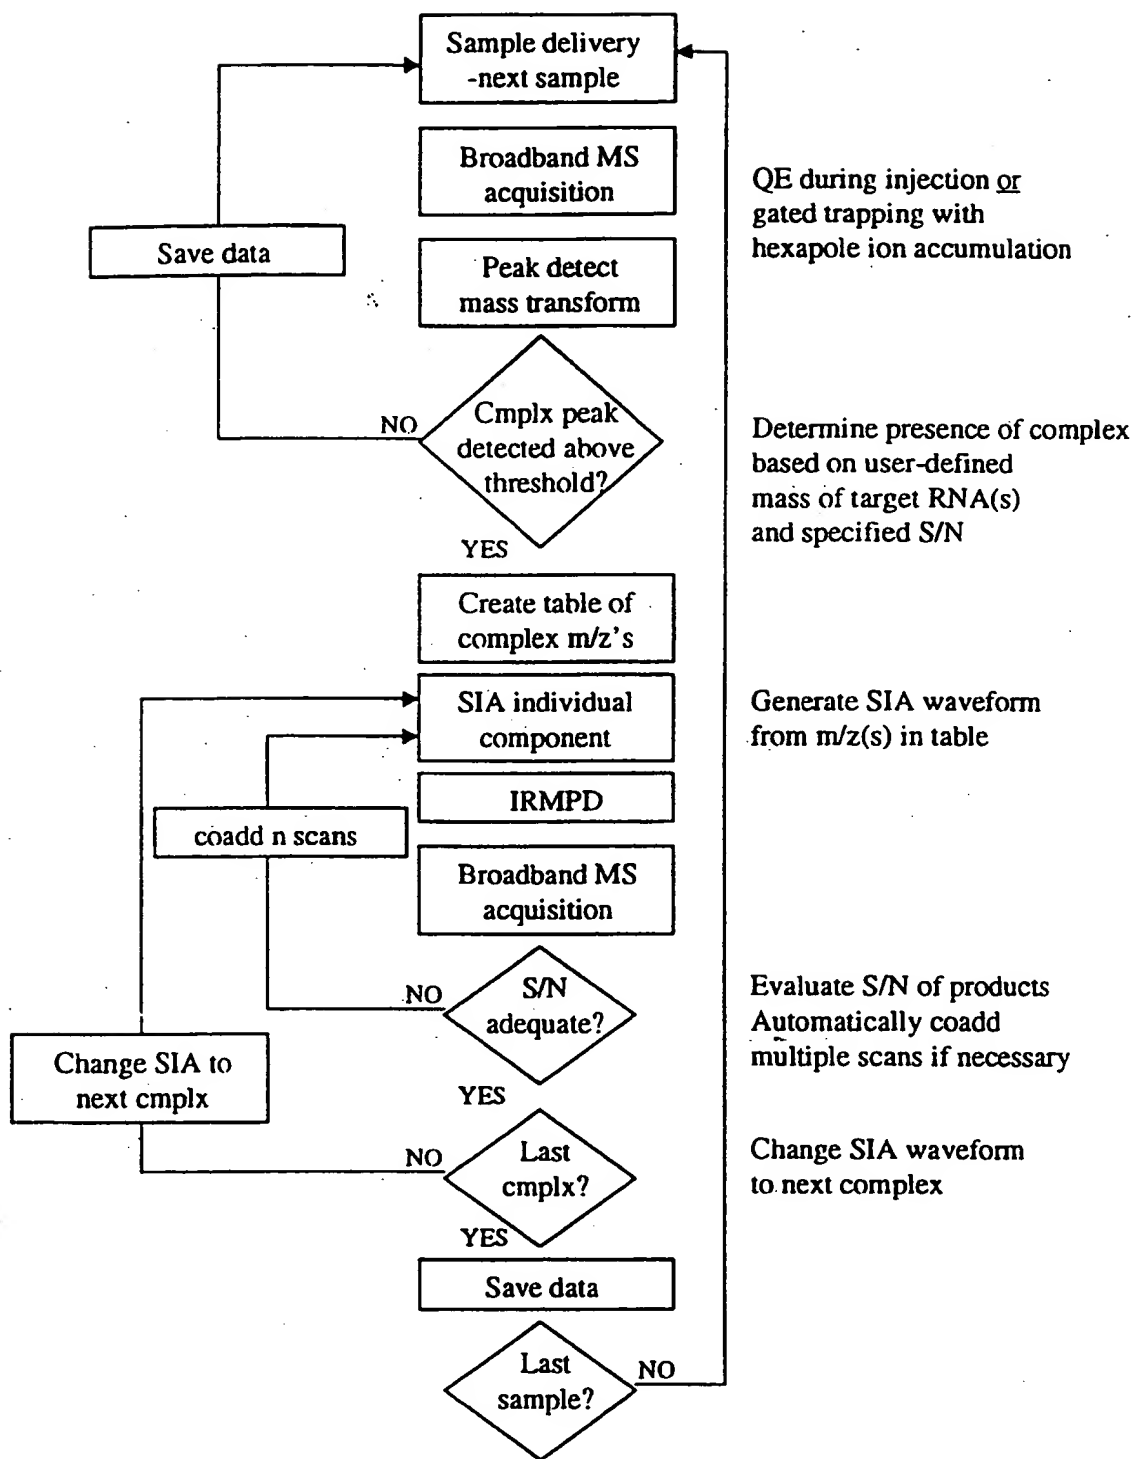 Sample delivery
-next sample
Broadband MS
acquisition
QE during injection or
gated trapping with
hexapole ion accumulation
Save data
Peak detect
mass transform
NO
Cmplx peak
detected above
threshold?
Determine presence of complex
based on user-defined
mass of target RNA(s)
and specified S/N
YES
Create table of
complex m/z's
SIA individual
component
Generate SIA waveform
from m/z(s) in table
IRMPD
coadd n scans
Broadband MS
acquisition
NO
S/N
adequate?
Evaluate S/N of products
Automatically coadd
multiple scans if necessary
Change SIA to
next cmplx
YES
NO
Last
cmplx?
Change SIA waveform
to next complex
YES
Save data
Last
sample?
NO